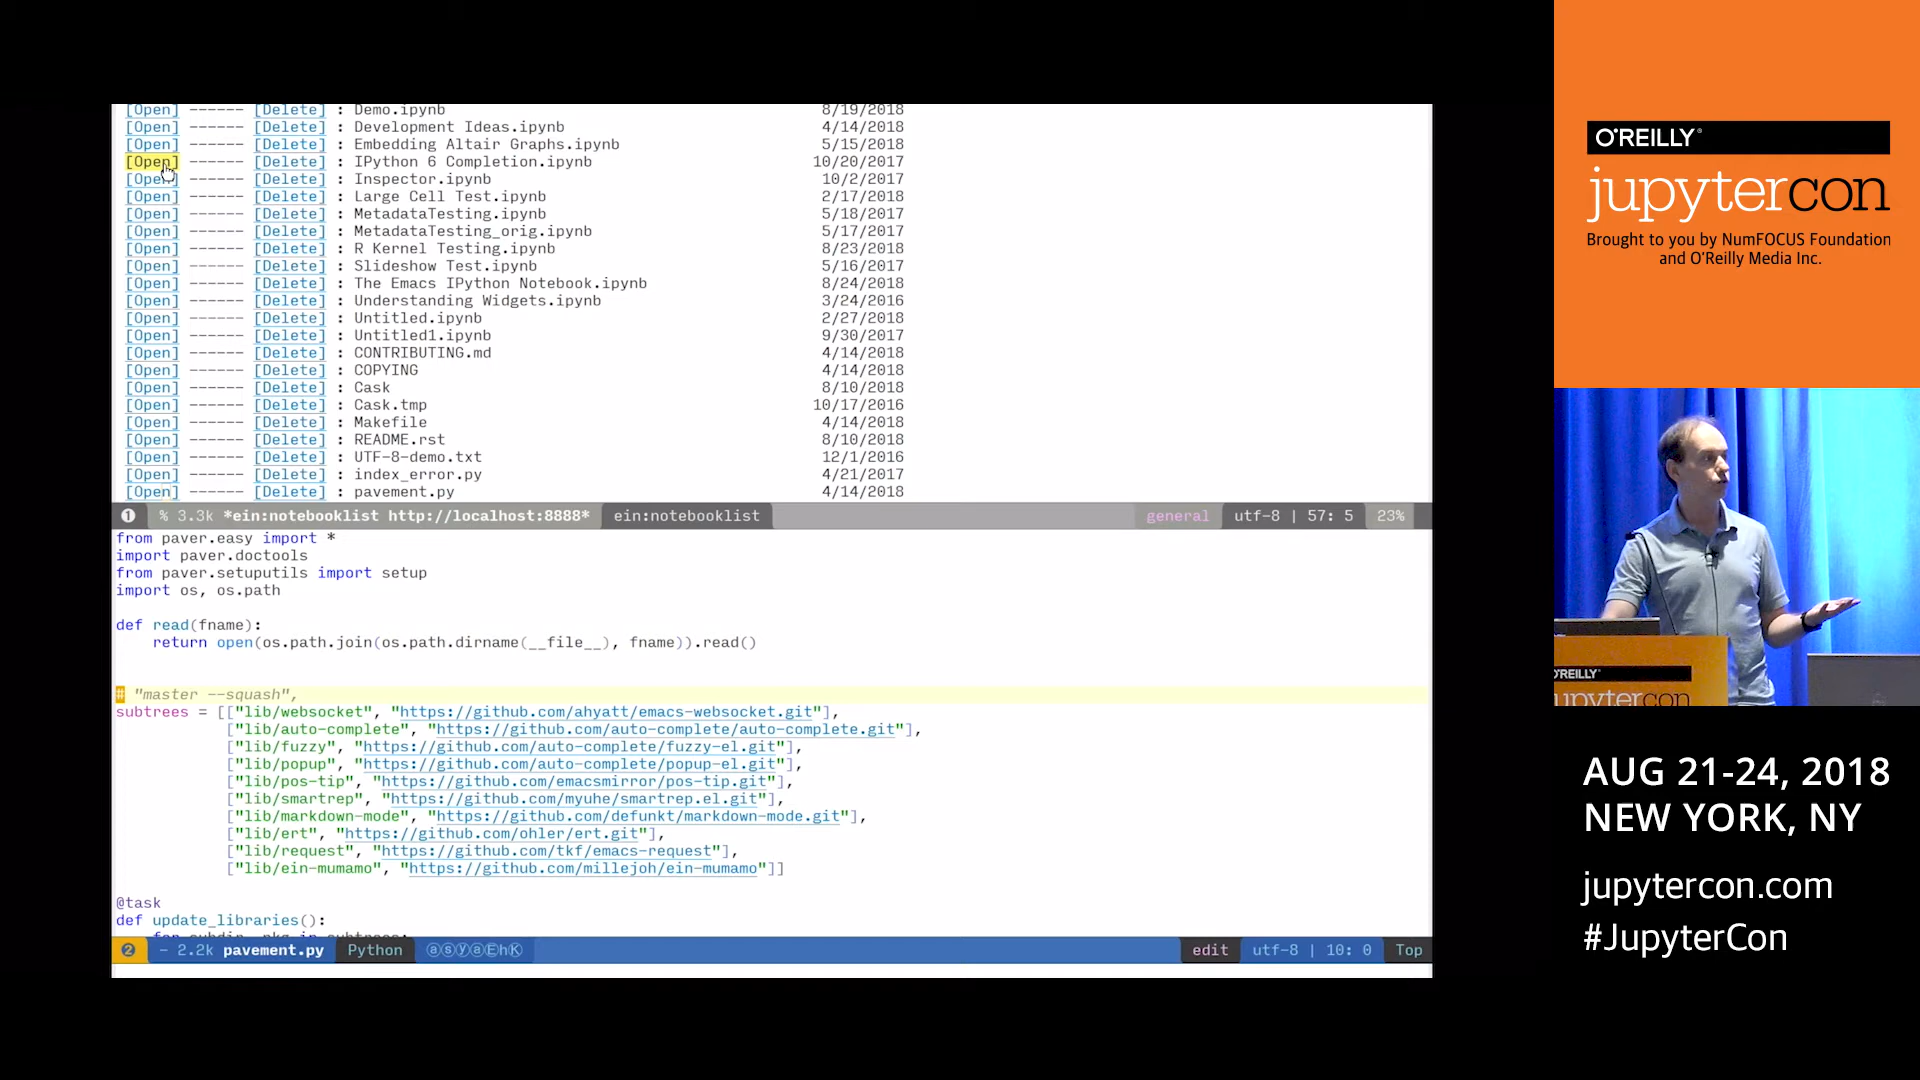 [Open] ------ [Delete] : Demo.ipynb 8/19/2018
[Open] ------ [Delete] : Development Ideas.ipynb 4/14/2018
[Open] ------ [Delete] : Embedding Altair Graphs.ipynb 5/15/2018
[Open] ------ [Delete] : IPython 6 Completion.ipynb 10/20/2017
[Open] ------ [Delete] : Inspector.ipynb 10/2/2017
[Open] ------ [Delete] : Large Cell Test.ipynb 2/17/2018
[Open] ------ [Delete] : MetadataTesting.ipynb 5/18/2017
[Open] ------ [Delete] : MetadataTesting_orig.ipynb 5/17/2017
[Open] ------ [Delete] : R Kernel Testing.ipynb 8/23/2018
[Open] ------ [Delete] : Slideshow Test.ipynb 5/16/2017
[Open] ------ [Delete] : The Emacs IPython Notebook.ipynb 8/24/2018
[Open] ------ [Delete] : Understanding Widgets.ipynb 3/24/2016
[Open] ------ [Delete] : Untitled.ipynb 2/27/2018
[Open] ------ [Delete] : Untitled1.ipynb 9/30/2017
[Open] ------ [Delete] : CONTRIBUTING.md 4/14/2018
[Open] ------ [Delete] : COPYING 4/14/2018
[Open] ------ [Delete] : Cask 8/10/2018
[Open] ------ [Delete] : Cask.tmp 10/17/2016
[Open] ------ [Delete] : Makefile 4/14/2018
[Open] ------ [Delete] : README.rst 8/10/2018
[Open] ------ [Delete] : UTF-8-demo.txt 12/1/2016
[Open] ------ [Delete] : index_error.py 4/21/2017
[Open] ------ [Delete] : pavement.py 4/14/2018
❶ % 3.3k *ein:notebooklist http://localhost:8888* ein:notebooklist general utf-8 | 57: 5 23%
from paver.easy import *
import paver.doctools
from paver.setuputils import setup
import os, os.path
def read(fname):
return open(os.path.join(os.path.dirname(__file__), fname)).read()
# "master --squash",
subtrees = [["lib/websocket", "https://github.com/ahyatt/emacs-websocket.git"],
["lib/auto-complete", "https://github.com/auto-complete/auto-complete.git"],
["lib/fuzzy", "https://github.com/auto-complete/fuzzy-el.git"],
["lib/popup", "https://github.com/auto-complete/popup-el.git"],
["lib/pos-tip", "https://github.com/emacsmirror/pos-tip.git"],
["lib/smartrep", "https://github.com/myuhe/smartrep.el.git"],
["lib/markdown-mode", "https://github.com/defunkt/markdown-mode.git"],
["lib/ert", "https://github.com/ohler/ert.git"],
["lib/request", "https://github.com/tkf/emacs-request"],
["lib/ein-mumamo", "https://github.com/millejoh/ein-mumamo"]]
@task
def update_libraries():
for subdir, pkg in subtrees:
❷ - 2.2k pavement.py Python ⓐⓢⓨⓐⒺⓗⓀ edit utf-8 | 10: 0 Top
O'REILLY®
jupytercon
Brought to you by NumFOCUS Foundation
and O'Reilly Media Inc.
O'REILLY®
jupytercon
AUG 21-24, 2018
NEW YORK, NY
jupytercon.com
#JupyterCon